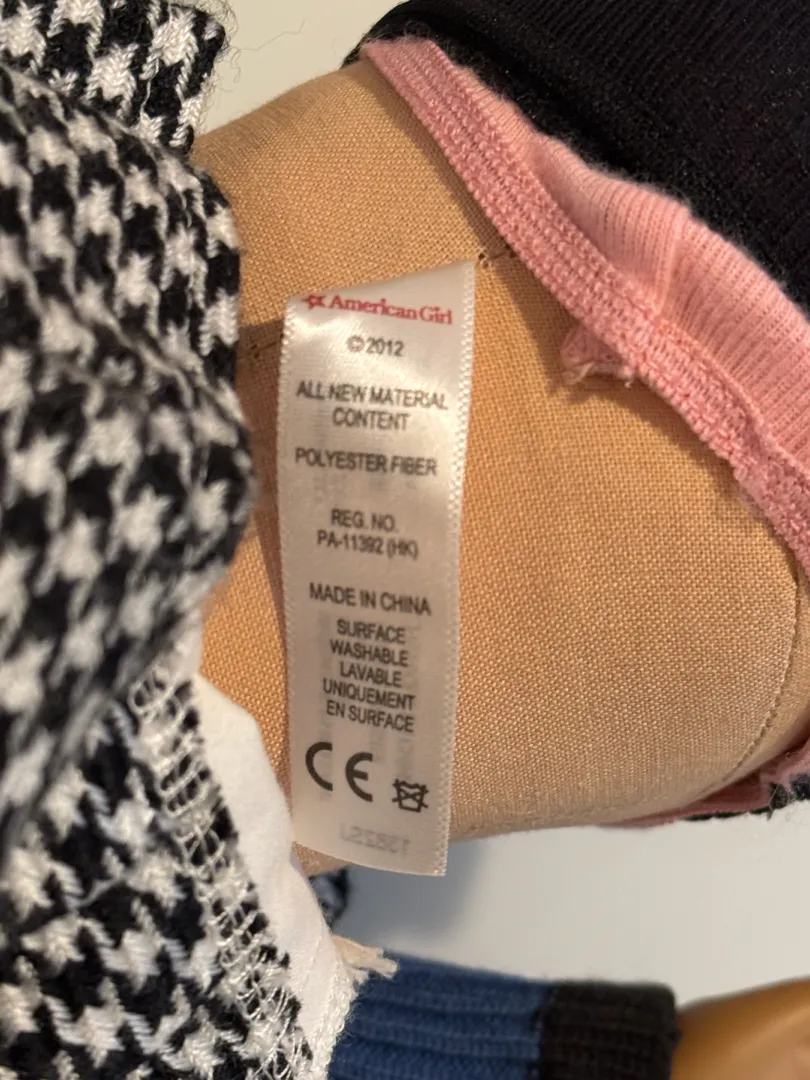 American Girl
©2012
ALL NEW MATERIAL
CONTENT
POLYESTER FIBER
REG. NO.
PA-11392 (HK)
MADE IN CHINA
SURFACE
WASHABLE
LAVABLE
UNIQUEMENT
EN SURFACE
CE